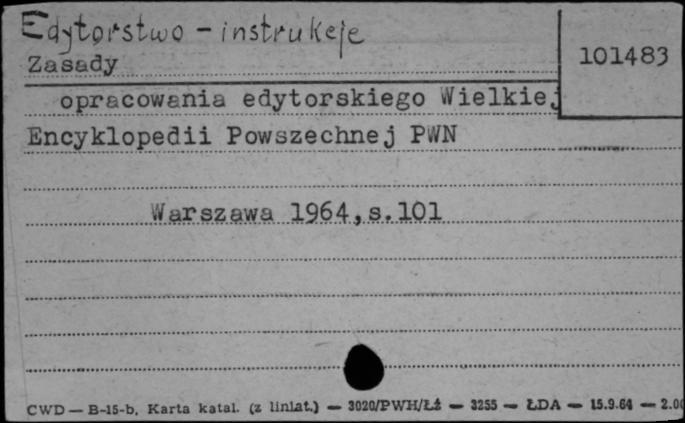 Edytorstwo - instrukcje
101483
Zasady
opracowania edytorskiego Wielkiej
Encyklopedii Powszechnej PWN
Warszawa 1964,s.101
CWD — B-15-b, Karta katal. (z liniat.) — 3020/PWH/Łż — 3255 — ŁDA — 15.9.64 — 2.00